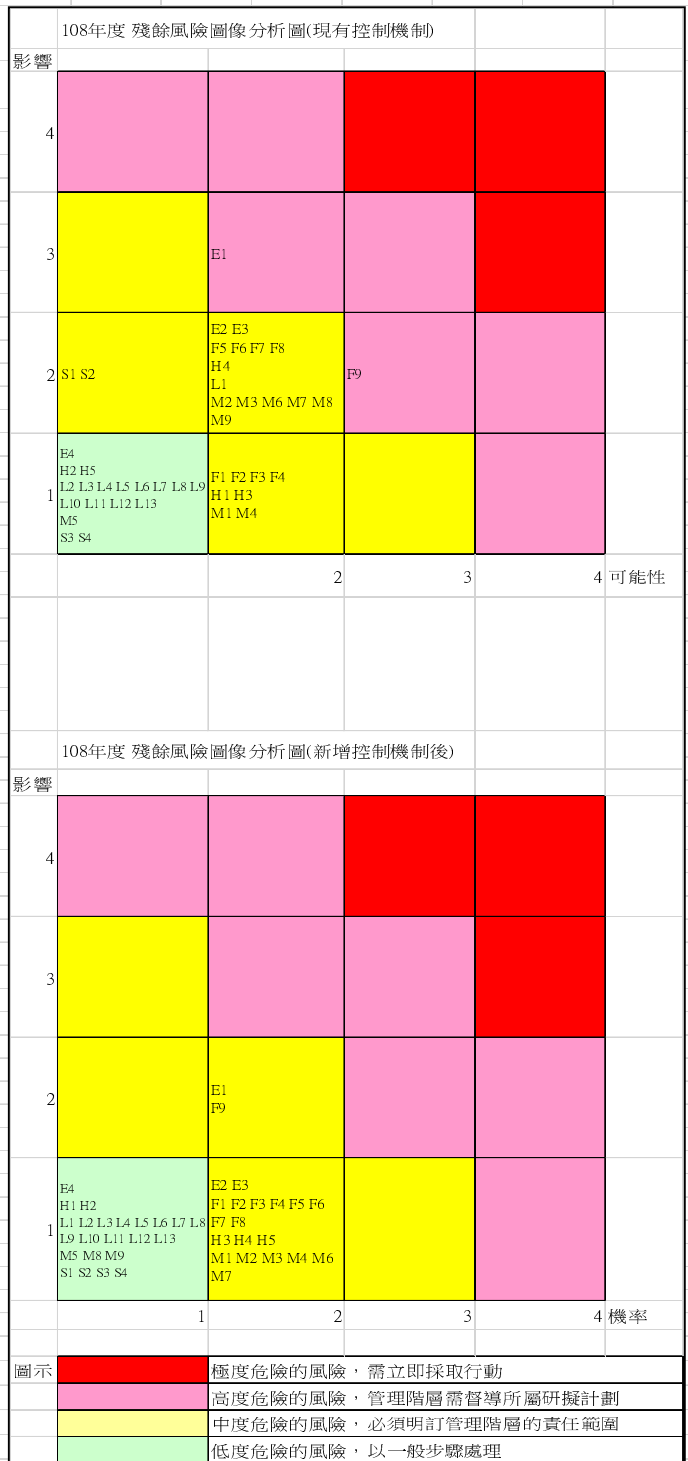 108年度 殘餘風險圖像分析圖(現有控制機制)
影響
4
3
E1
E2 E3
F5 F6 F7 F8
H4
L1
M2 M3 M6 M7 M8
M9
2
S1 S2
F9
E4
H2 H5
L2 L3 L4 L5 L6 L7 L8 L9
L10 L11 L12 L13
M5
S3 S4
1
F1 F2 F3 F4
H1 H3
M1 M4
2 3 4 可能性
108年度 殘餘風險圖像分析圖(新增控制機制後)
影響
4
3
2
E1
F9
1
E4
H1 H2
L1 L2 L3 L4 L5 L6 L7 L8
L9 L10 L11 L12 L13
M5 M8 M9
S1 S2 S3 S4
E2 E3
F1 F2 F3 F4 F5 F6
F7 F8
H3 H4 H5
M1 M2 M3 M4 M6
M7
1 2 3 4 機率
圖示 極度危險的風險，需立即採取行動
高度危險的風險，管理階層需督導所屬研擬計劃
中度危險的風險，必須明訂管理階層的責任範圍
低度危險的風險，以一般步驟處理